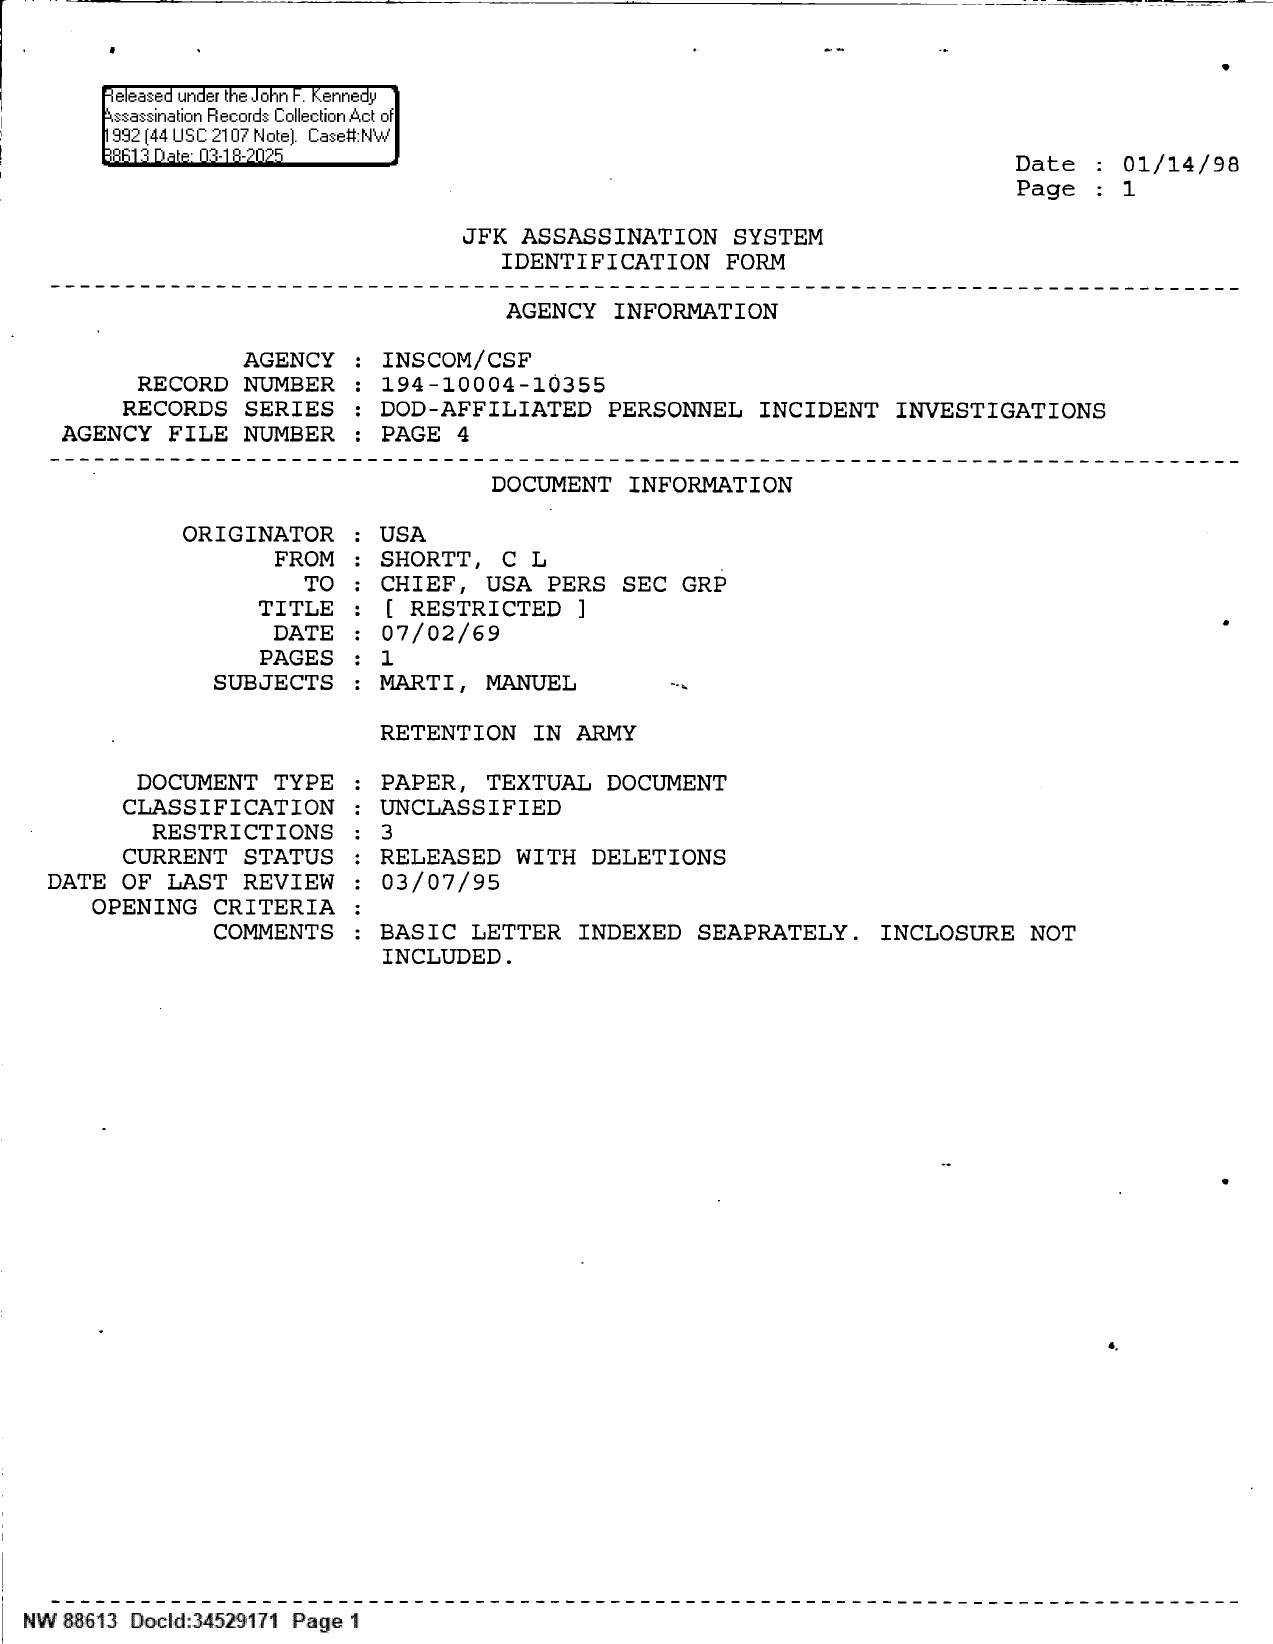 Released under the John F. Kennedy
Assassination Records Collection Act of
1992 (44 USC 2107 Note). Case#:NW
88613 Date: 03-18-2025
Date : 01/14/98
Page : 1
JFK ASSASSINATION SYSTEM
IDENTIFICATION FORM
AGENCY INFORMATION
AGENCY : INSCOM/CSF
RECORD NUMBER : 194-10004-10355
RECORDS SERIES : DOD-AFFILIATED PERSONNEL INCIDENT INVESTIGATIONS
AGENCY FILE NUMBER : PAGE 4
DOCUMENT INFORMATION
ORIGINATOR : USA
FROM : SHORTT, C L
TO : CHIEF, USA PERS SEC GRP
TITLE : [ RESTRICTED ]
DATE : 07/02/69
PAGES : 1
SUBJECTS : MARTI, MANUEL
RETENTION IN ARMY
DOCUMENT TYPE : PAPER, TEXTUAL DOCUMENT
CLASSIFICATION : UNCLASSIFIED
RESTRICTIONS : 3
CURRENT STATUS : RELEASED WITH DELETIONS
DATE OF LAST REVIEW : 03/07/95
OPENING CRITERIA :
COMMENTS : BASIC LETTER INDEXED SEAPRATELY. INCLOSURE NOT
INCLUDED.
NW 88613 DocId:34529171 Page 1